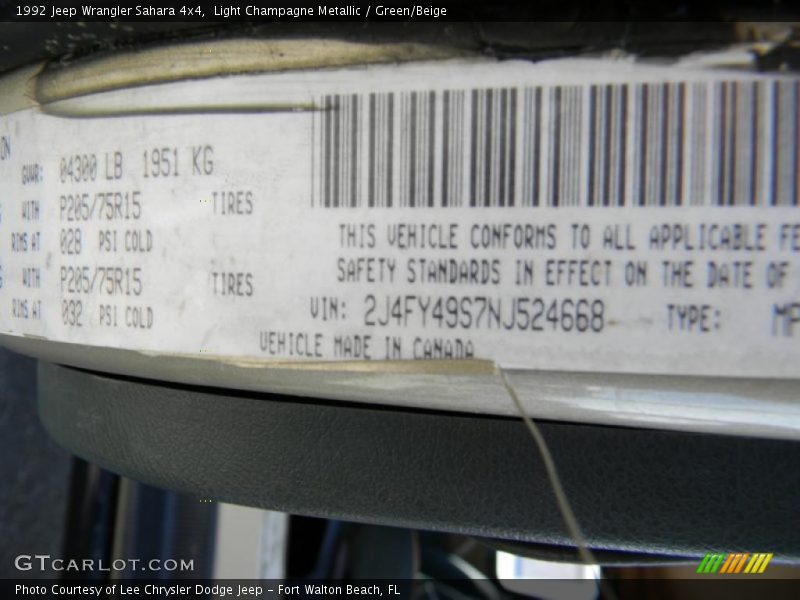 1992 Jeep Wrangler Sahara 4x4, Light Champagne Metallic / Green/Beige
GVWR: 04300 LB 1951 KG
WITH P205/75R15 TIRES
RIMS AT 028 PSI COLD
WITH P205/75R15 TIRES
RIMS AT 032 PSI COLD
THIS VEHICLE CONFORMS TO ALL APPLICABLE FE
SAFETY STANDARDS IN EFFECT ON THE DATE OF
VIN: 2J4FY49S7NJ524668 TYPE: MP
VEHICLE MADE IN CANADA
GTCARLOT.COM
Photo Courtesy of Lee Chrysler Dodge Jeep - Fort Walton Beach, FL